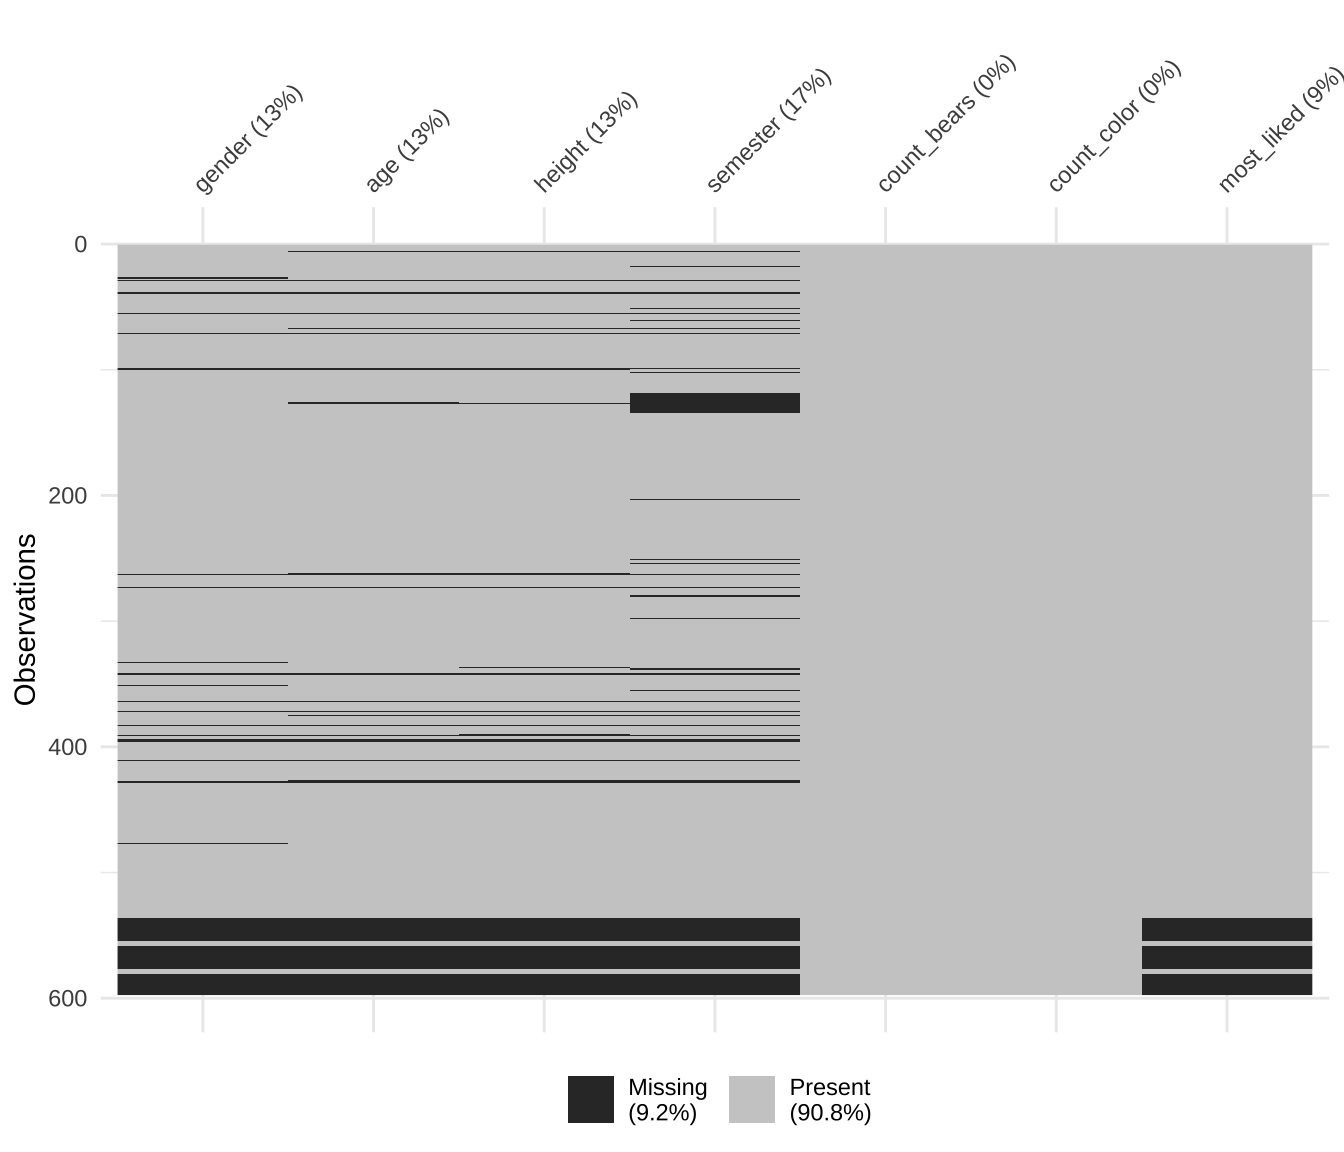 gender (13%)
age (13%)
height (13%)
semester (17%)
count_bears (0%)
count_color (0%)
most_liked (9%)
0
200
400
600
Observations
Missing
(9.2%)
Present
(90.8%)